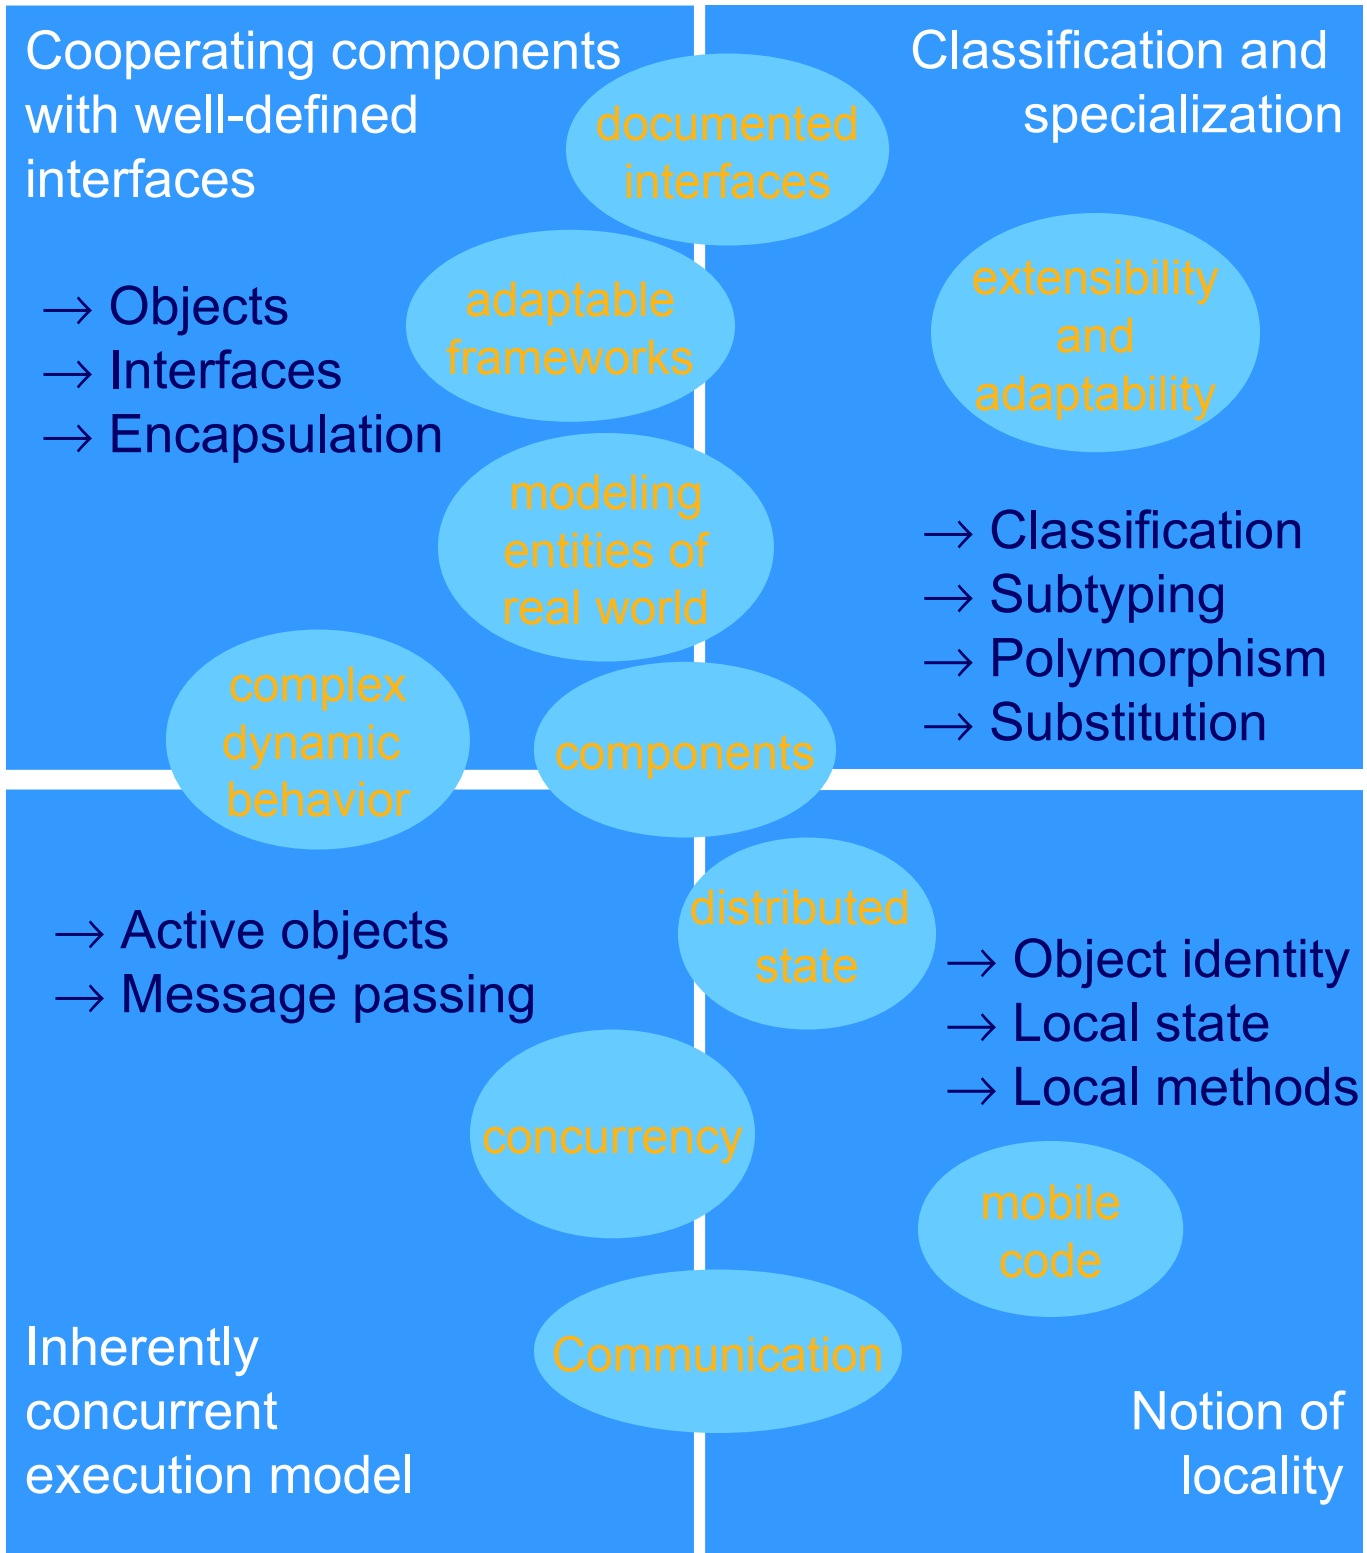 Cooperating components
with well-defined
interfaces
Classification and
specialization
documented
interfaces
adaptable
frameworks
extensibility
and
adaptability
→ Objects
→ Interfaces
→ Encapsulation
modeling
entities of
real world
→ Classification
→ Subtyping
→ Polymorphism
→ Substitution
complex
dynamic
behavior
components
distributed
state
→ Active objects
→ Message passing
→ Object identity
→ Local state
→ Local methods
concurrency
mobile
code
Communication
Inherently
concurrent
execution model
Notion of
locality